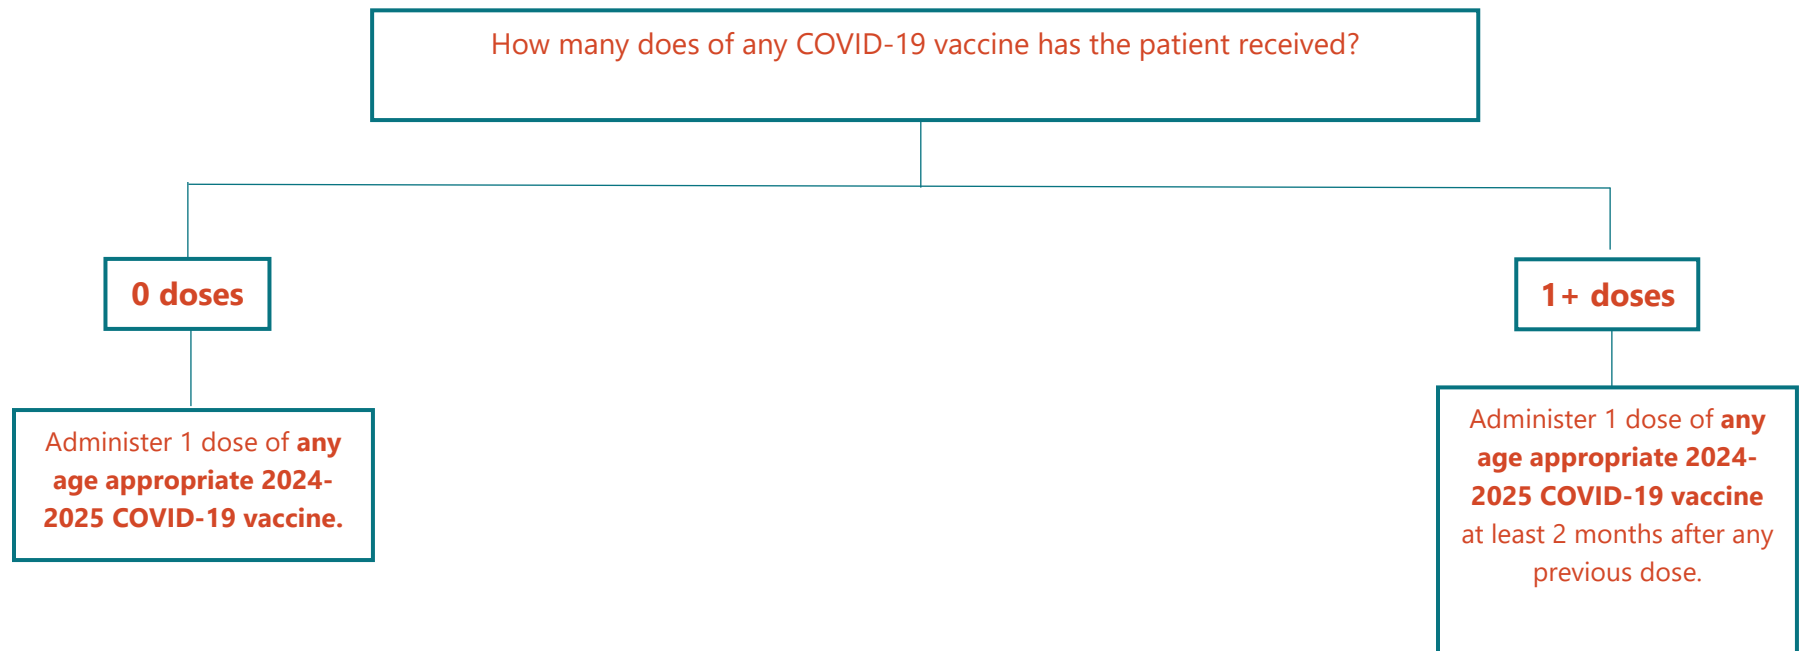 How many does of any COVID-19 vaccine has the patient received?
0 doses
1+ doses
Administer 1 dose of any
age appropriate 2024-
2025 COVID-19 vaccine.
Administer 1 dose of any
age appropriate 2024-
2025 COVID-19 vaccine
at least 2 months after any
previous dose.